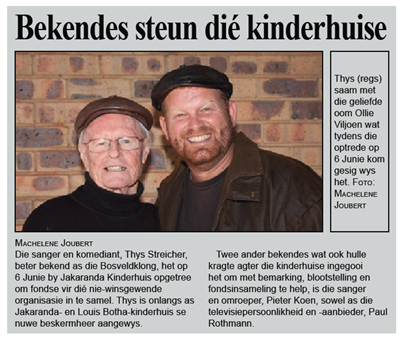 Bekendes steun dié kinderhuise
Thys (regs)
saam met
die geliefde
oom Ollie
Viljoen wat
tydens die
optrede op
6 Junie kom
gesig wys
het. FOTO:
MACHELENE
JOUBERT
MACHELENE JOUBERT
Die sanger en komediant, Thys Streicher,
beter bekend as die Bosveldklong, het op
6 Junie by Jakaranda Kinderhuis opgetree
om fondse vir dié nie-winsgewende
organisasie in te samel. Thys is onlangs as
Jakaranda- en Louis Botha-kinderhuis se
nuwe beskermheer aangewys.
Twee ander bekendes wat ook hulle
kragte agter die kinderhuise ingegooi
het om met bemarking, blootstelling en
fondsinsameling te help, is die sanger
en omroeper, Pieter Koen, sowel as die
televisiepersoonlikheid en -aanbieder, Paul
Rothmann.